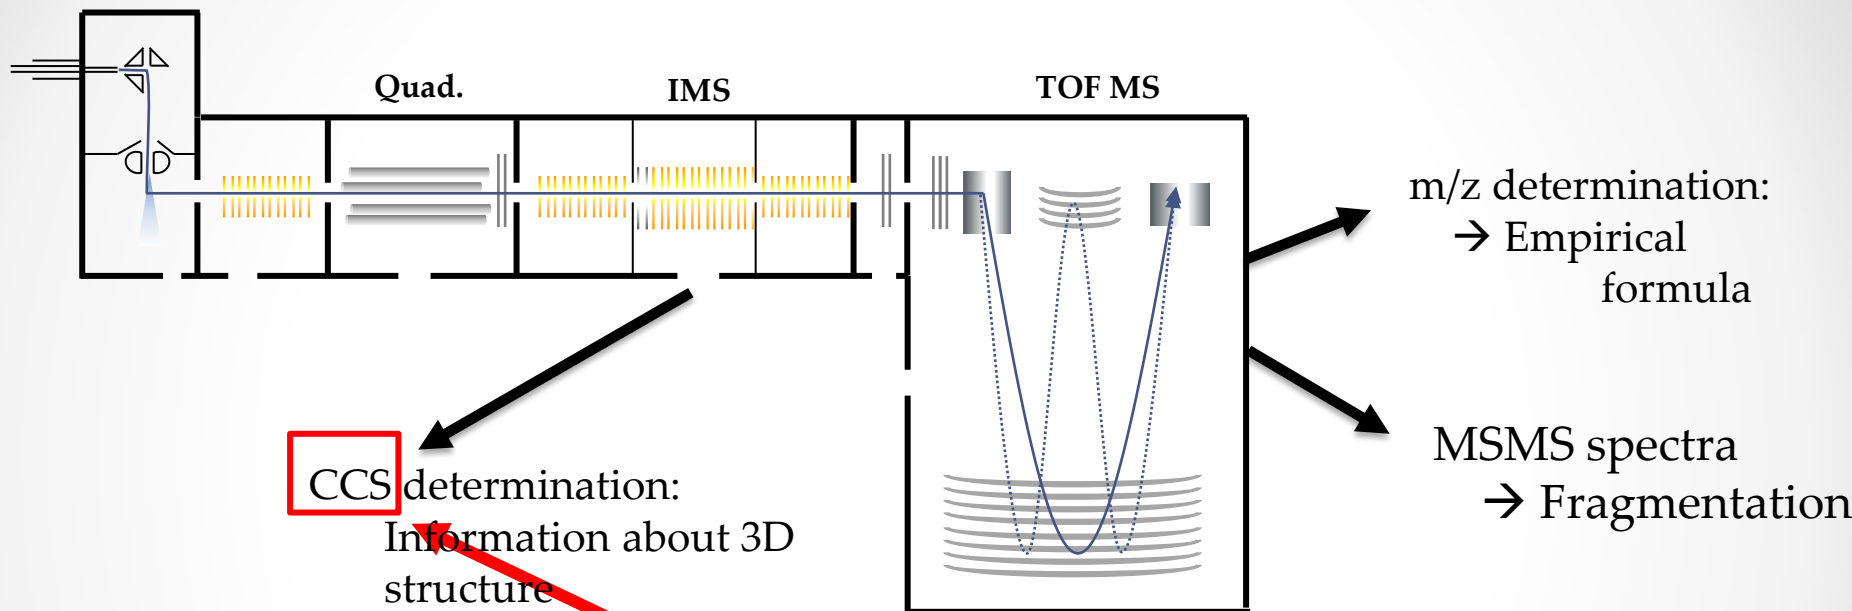 Quad.
IMS
TOF MS
m/z determination:
→ Empirical
formula
MSMS spectra
→ Fragmentation
CCS determination:
Information about 3D
structure